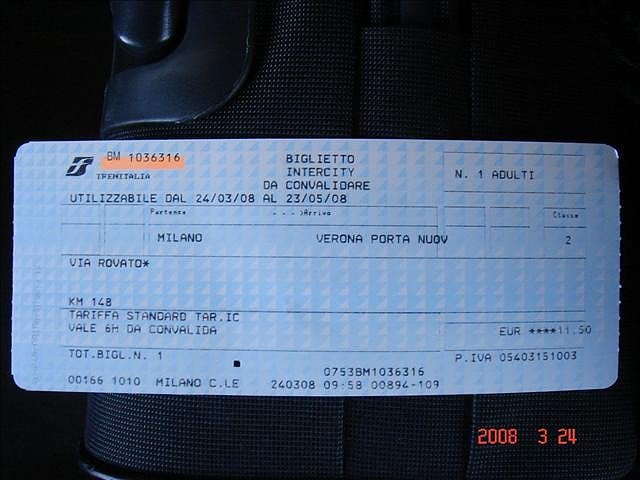 BM 1036316
TRENITALIA
BIGLIETTO
INTERCITY
DA CONVALIDARE
N. 1 ADULTI
UTILIZZABILE DAL 24/03/08 AL 23/05/08
Partenza - - ->Arrivo Classe
MILANO VERONA PORTA NUOV 2
VIA ROVATO*
KM 148
TARIFFA STANDARD TAR.IC
VALE 6H DA CONVALIDA
EUR ****11,50
TOT.BIGL.N. 1
P.IVA 05403151003
0753BM1036316
00166 1010 MILANO C.LE 240308 09:58 00894-109
2008 3 24